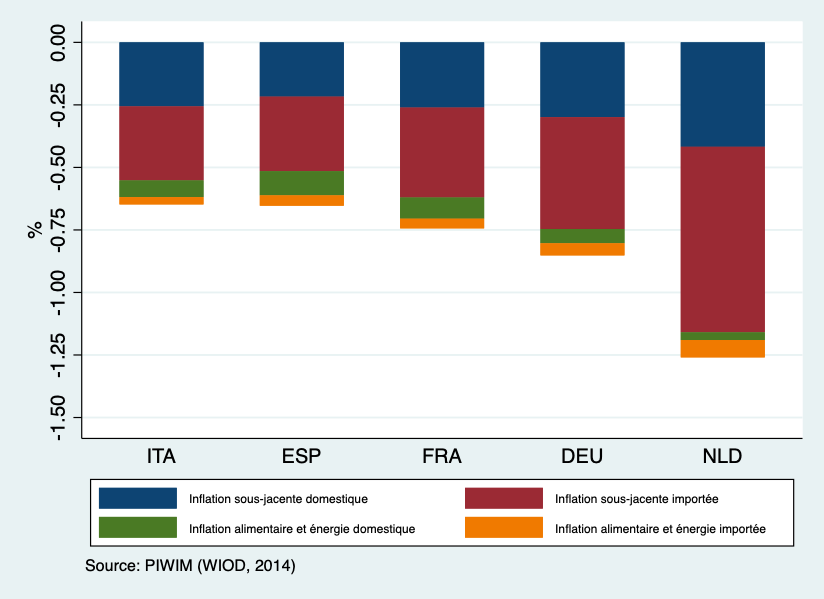 0.00
-0.25
-0.50
-0.75
-1.00
-1.25
-1.50
%
ITA ESP FRA DEU NLD
Inflation sous-jacente domestique Inflation sous-jacente importée
Inflation alimentaire et énergie domestique Inflation alimentaire et énergie importée
Source: PIWIM (WIOD, 2014)